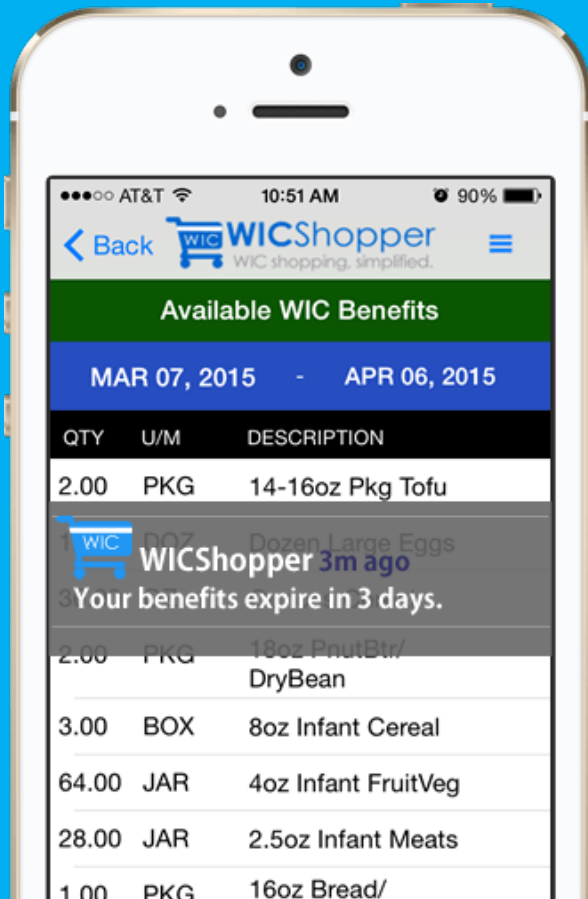 AT&T 10:51 AM 90%
Back WIC WICShopper
WIC shopping, simplified.
Available WIC Benefits
MAR 07, 2015 - APR 06, 2015
QTY U/M DESCRIPTION
2.00 PKG 14-16oz Pkg Tofu
DOZ Dozen Large Eggs
WIC WICShopper 3m ago
Your benefits expire in 3 days.
2.00 PKG 18oz PnutBtr/
DryBean
3.00 BOX 8oz Infant Cereal
64.00 JAR 4oz Infant FruitVeg
28.00 JAR 2.5oz Infant Meats
1.00 PKG 16oz Bread/